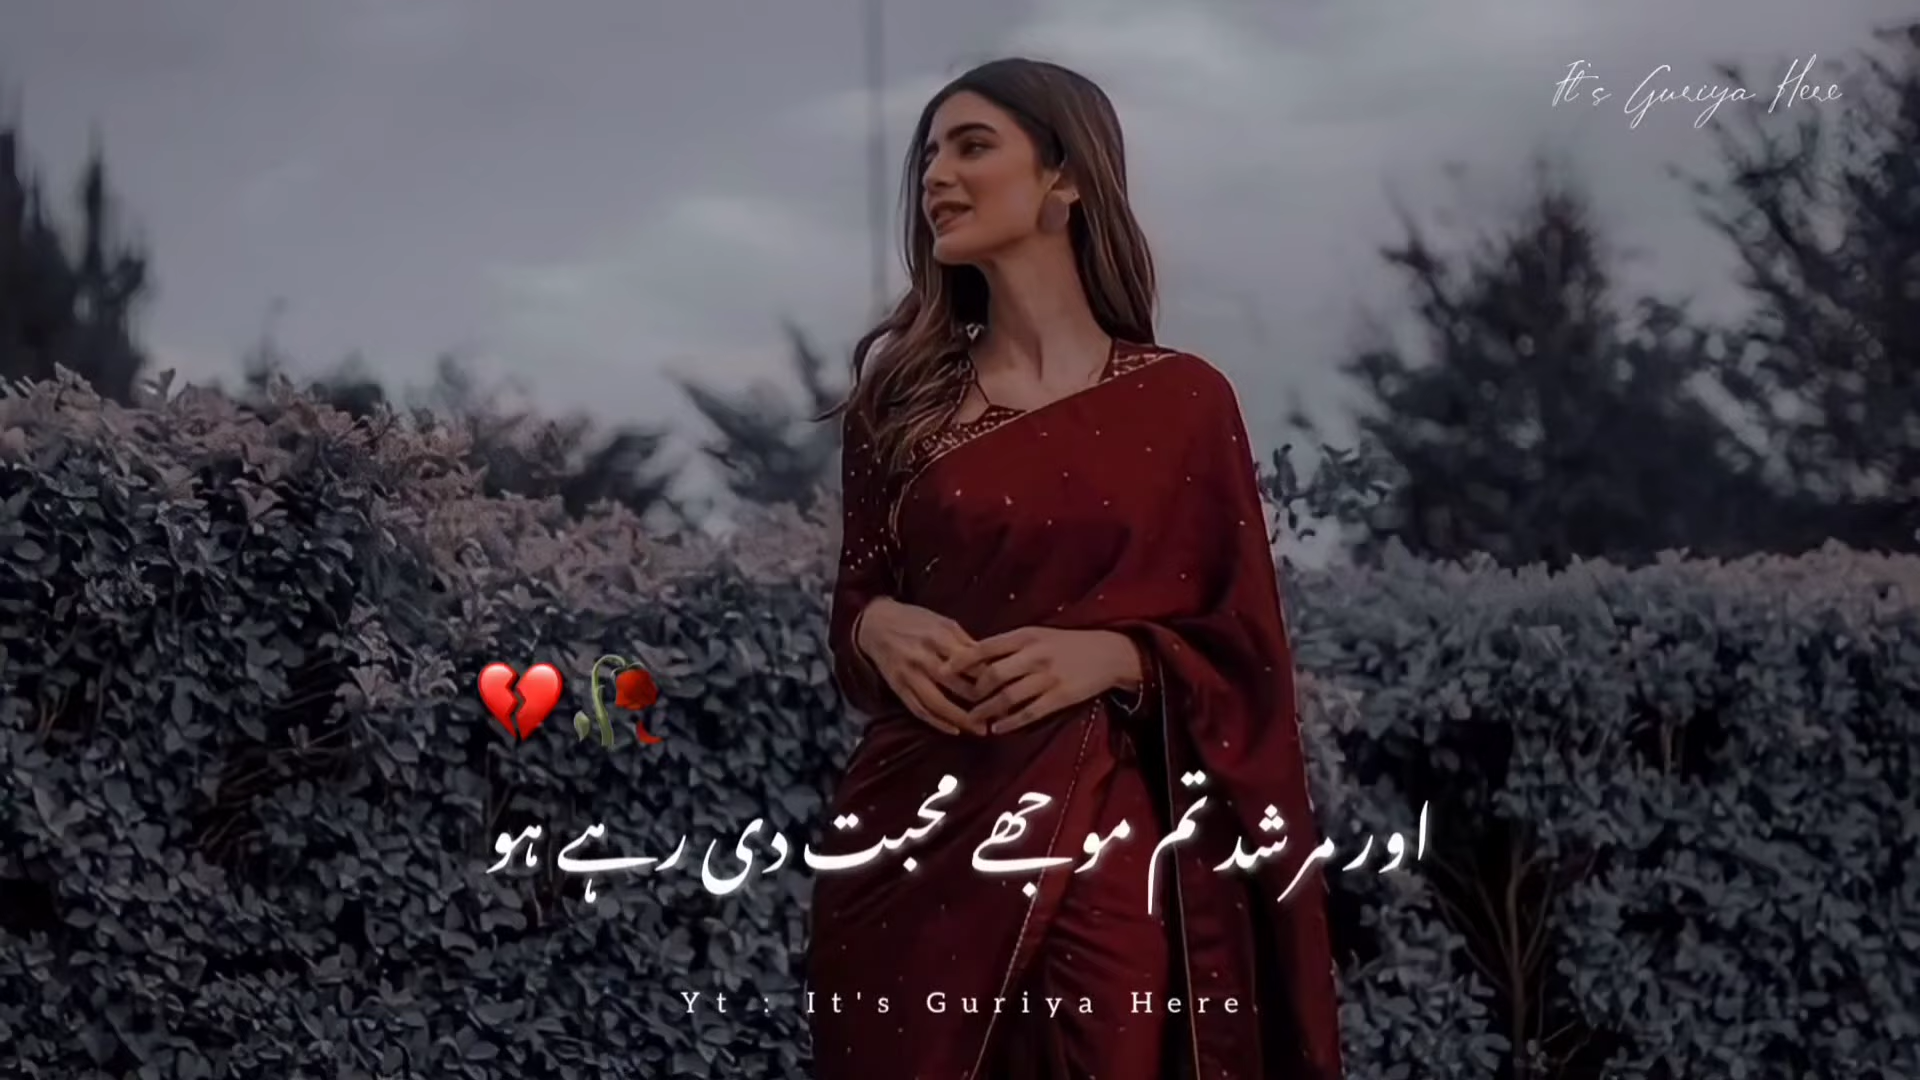 It's Guriya Here
💔🥀
اور مرشد تم موجھے محبت دی رہے ہو
Yt : It's Guriya Here